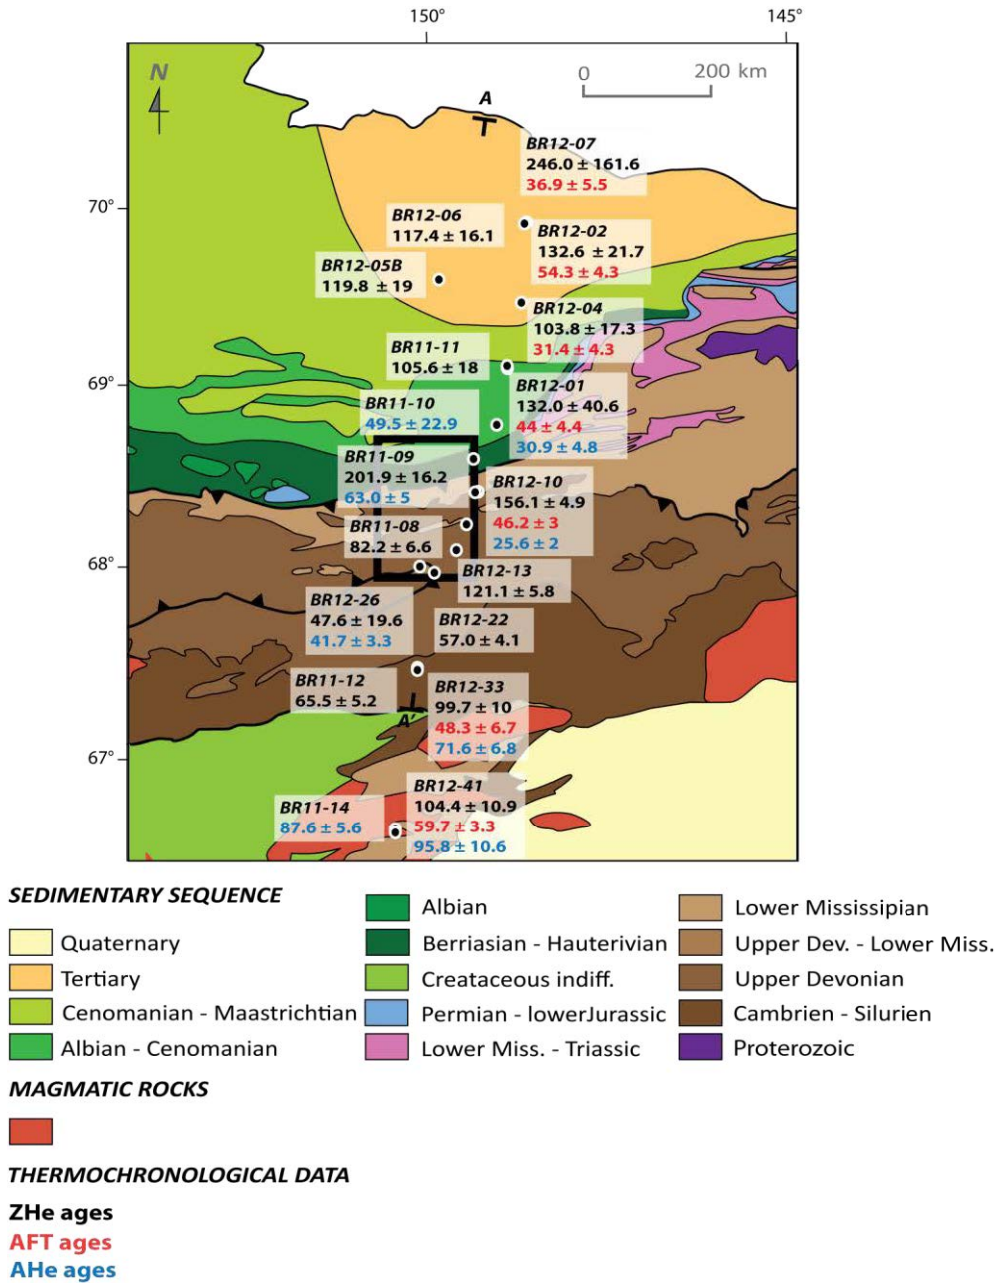 150°
145°
N
0
200 km
A
BR12-07
246.0 ± 161.6
36.9 ± 5.5
70°
BR12-06
117.4 ± 16.1
BR12-02
132.6 ± 21.7
54.3 ± 4.3
BR12-05B
119.8 ± 19
BR12-04
103.8 ± 17.3
31.4 ± 4.3
BR11-11
105.6 ± 18
69°
BR12-01
132.0 ± 40.6
44 ± 4.4
30.9 ± 4.8
BR11-10
49.5 ± 22.9
BR11-09
201.9 ± 16.2
63.0 ± 5
BR12-10
156.1 ± 4.9
46.2 ± 3
25.6 ± 2
BR11-08
82.2 ± 6.6
68°
BR12-13
121.1 ± 5.8
BR12-26
47.6 ± 19.6
41.7 ± 3.3
BR12-22
57.0 ± 4.1
BR11-12
65.5 ± 5.2
BR12-33
99.7 ± 10
48.3 ± 6.7
71.6 ± 6.8
A'
67°
BR12-41
104.4 ± 10.9
59.7 ± 3.3
95.8 ± 10.6
BR11-14
87.6 ± 5.6
SEDIMENTARY SEQUENCE
Quaternary
Tertiary
Cenomanian - Maastrichtian
Albian - Cenomanian
Albian
Berriasian - Hauterivian
Creataceous indiff.
Permian - lowerJurassic
Lower Miss. - Triassic
Lower Mississipian
Upper Dev. - Lower Miss.
Upper Devonian
Cambrien - Silurien
Proterozoic
MAGMATIC ROCKS
THERMOCHRONOLOGICAL DATA
ZHe ages
AFT ages
AHe ages